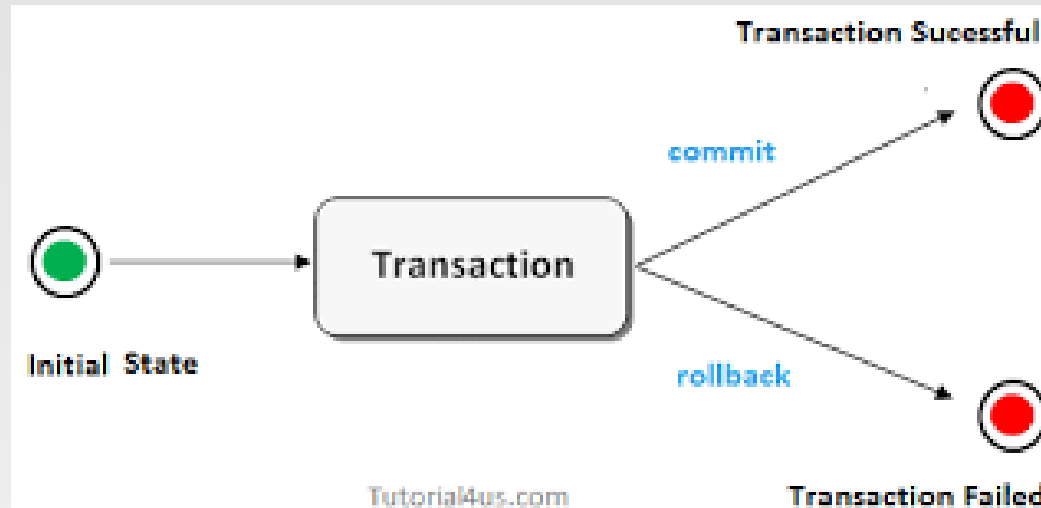 Transaction Sucessful
commit
Transaction
Initial State
rollback
Tutorial4us.com
Transaction Failed